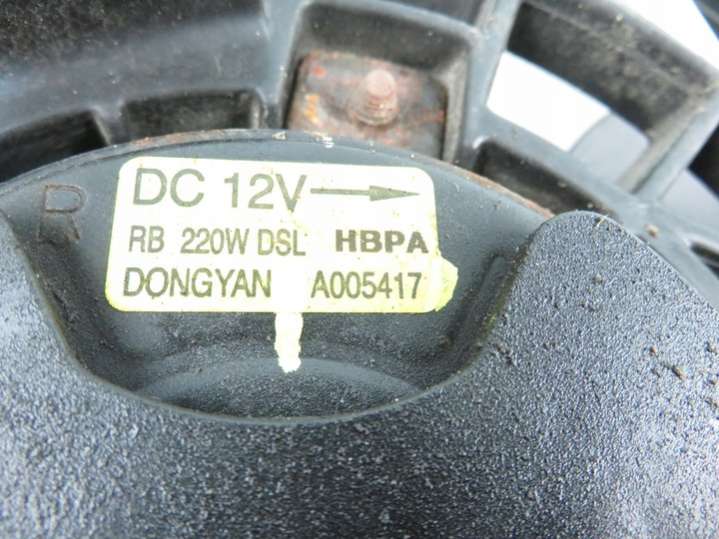 R
DC 12V
RB 220W DSL HBPA
DONGYAN A005417